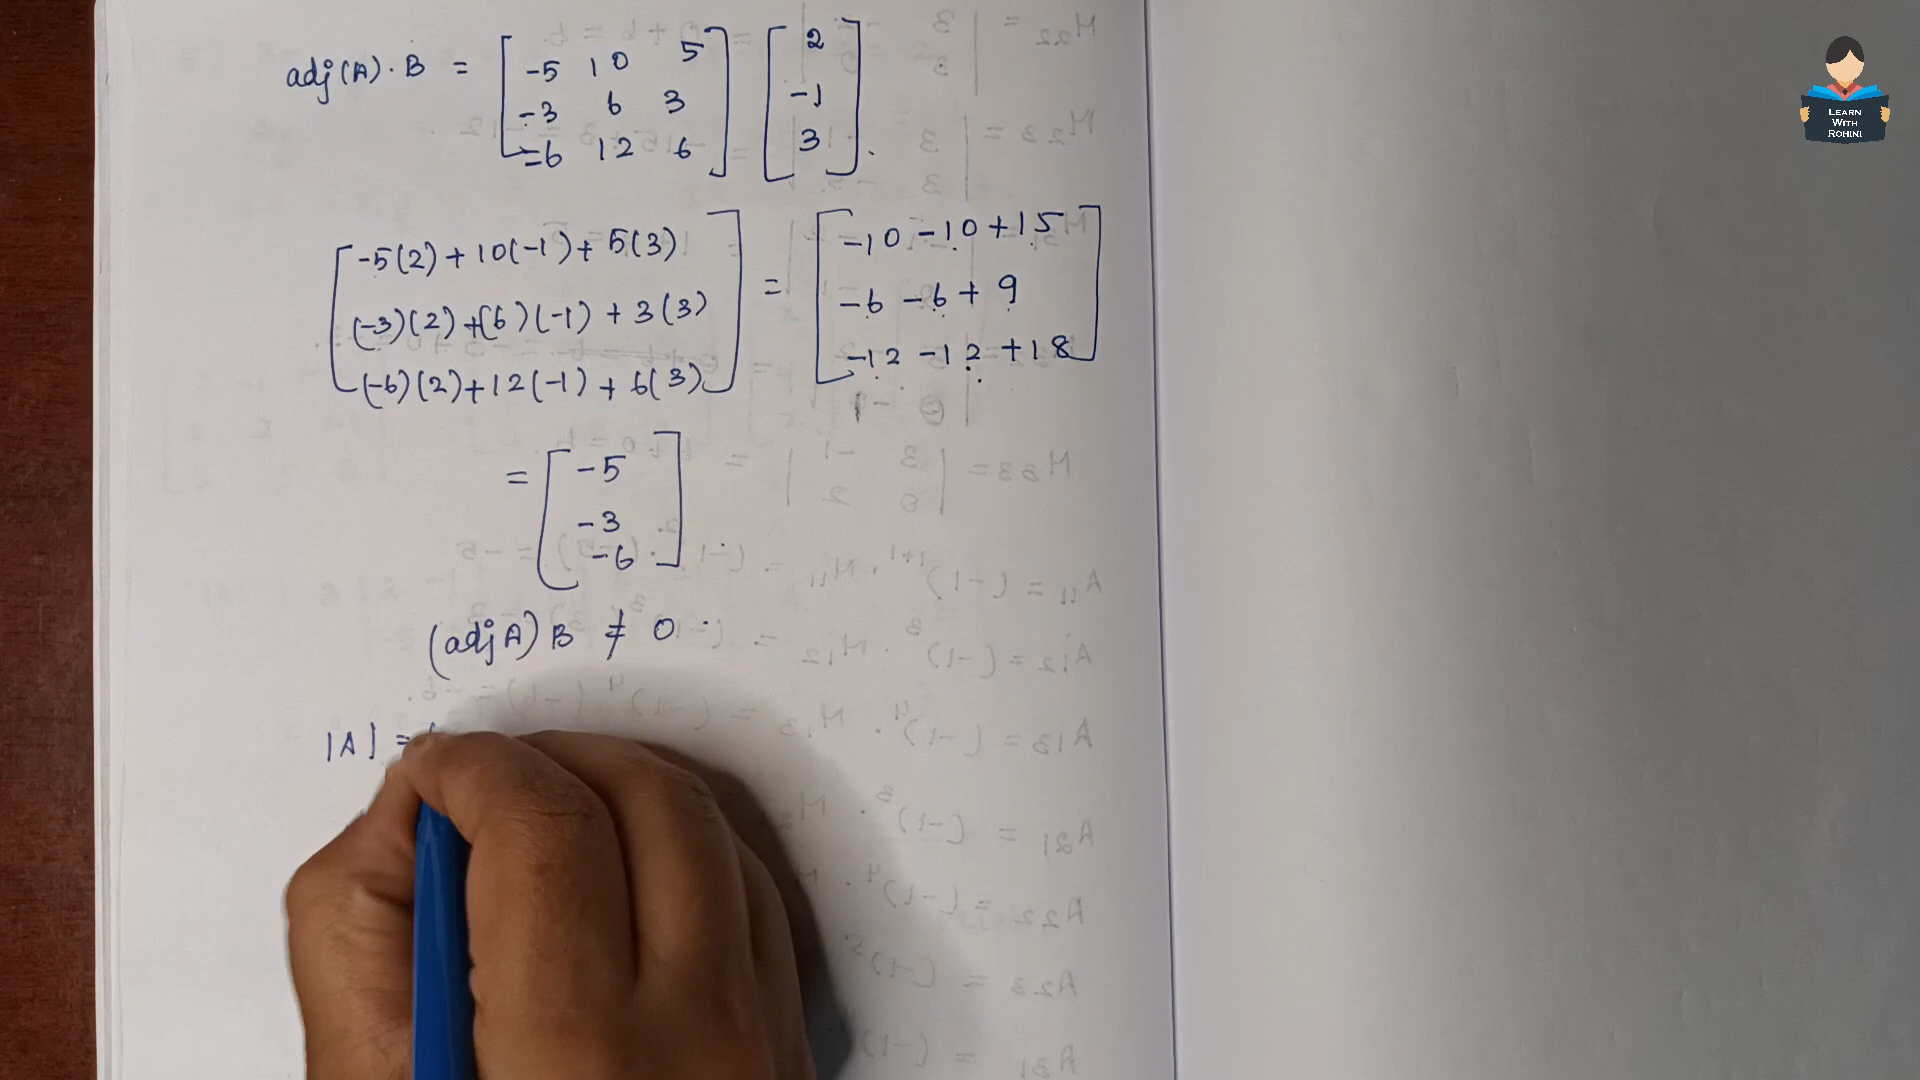 adj(A). B = [ -5 10 5 ] [ 2 ]
[ -3 6 3 ] [ -1 ]
[ -6 12 6 ] [ 3 ] .
[ -5(2) + 10(-1) + 5(3) ] = [ -10 -10 +15 ]
[ (-3)(2) + (6)(-1) + 3(3) ] [ -6 -6 + 9 ]
[ (-6)(2) + 12(-1) + 6(3) ] [ -12 -12 +18 ]
= [ -5 ]
[ -3 ]
[ -6 ]
(adj A) B ≠ 0 .
|A| =
LEARN
WITH
ROHINI